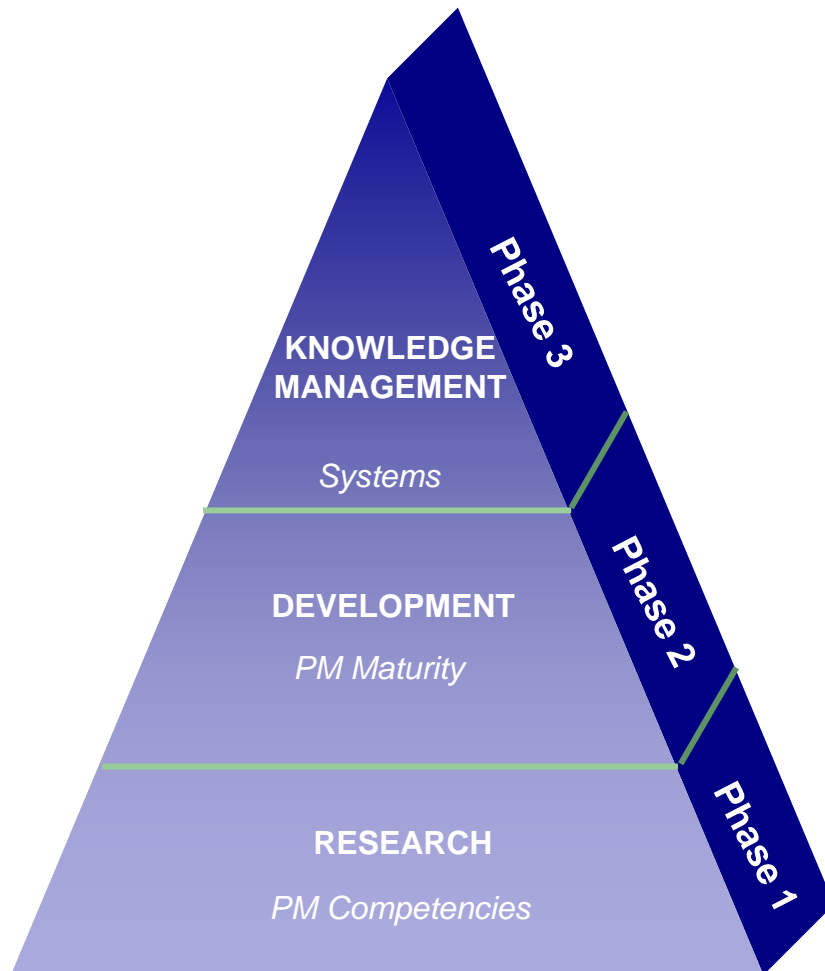 Phase 3
KNOWLEDGE
MANAGEMENT
Systems
Phase 2
DEVELOPMENT
PM Maturity
Phase 1
RESEARCH
PM Competencies